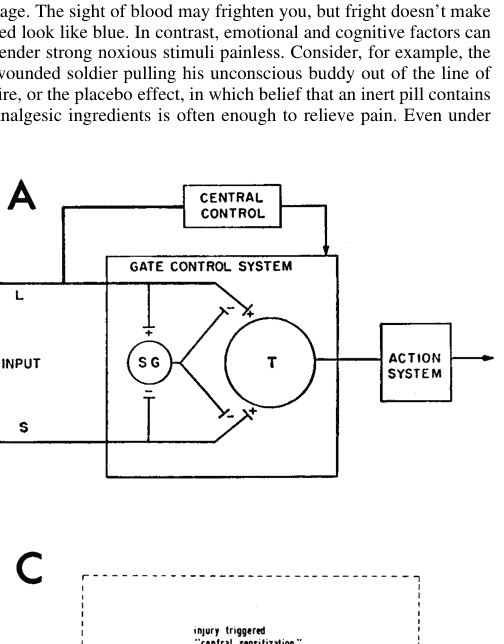 age. The sight of blood may frighten you, but fright doesn't make
ed look like blue. In contrast, emotional and cognitive factors can
ender strong noxious stimuli painless. Consider, for example, the
wounded soldier pulling his unconscious buddy out of the line of
ire, or the placebo effect, in which belief that an inert pill contains
nalgesic ingredients is often enough to relieve pain. Even under
A
CENTRAL
CONTROL
GATE CONTROL SYSTEM
L
+
-
+
INPUT
SG
T
ACTION
SYSTEM
-
-
+
S
C
injury triggered
"central sensitization"